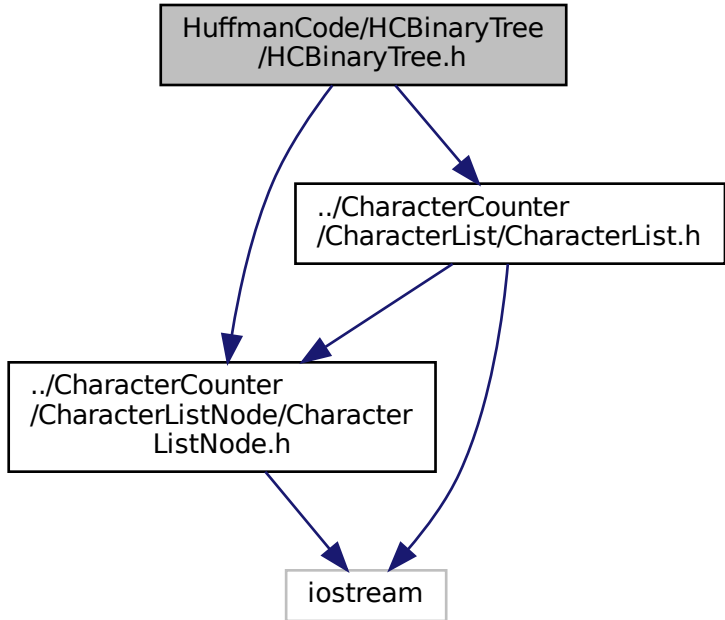 HuffmanCode/HCBinaryTree
/HCBinaryTree.h
../CharacterCounter
/CharacterList/CharacterList.h
../CharacterCounter
/CharacterListNode/Character
ListNode.h
iostream